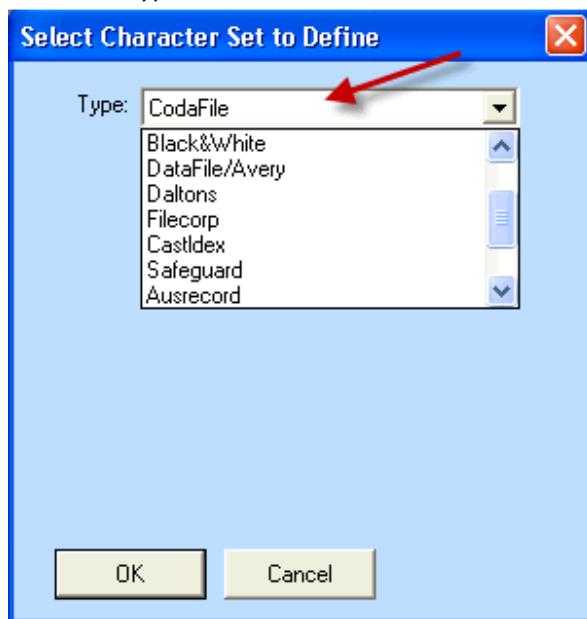 Select Character Set to Define
Type: CodaFile
Black&White
DataFile/Avery
Daltons
Filecorp
CastIdex
Safeguard
Ausrecord
OK Cancel